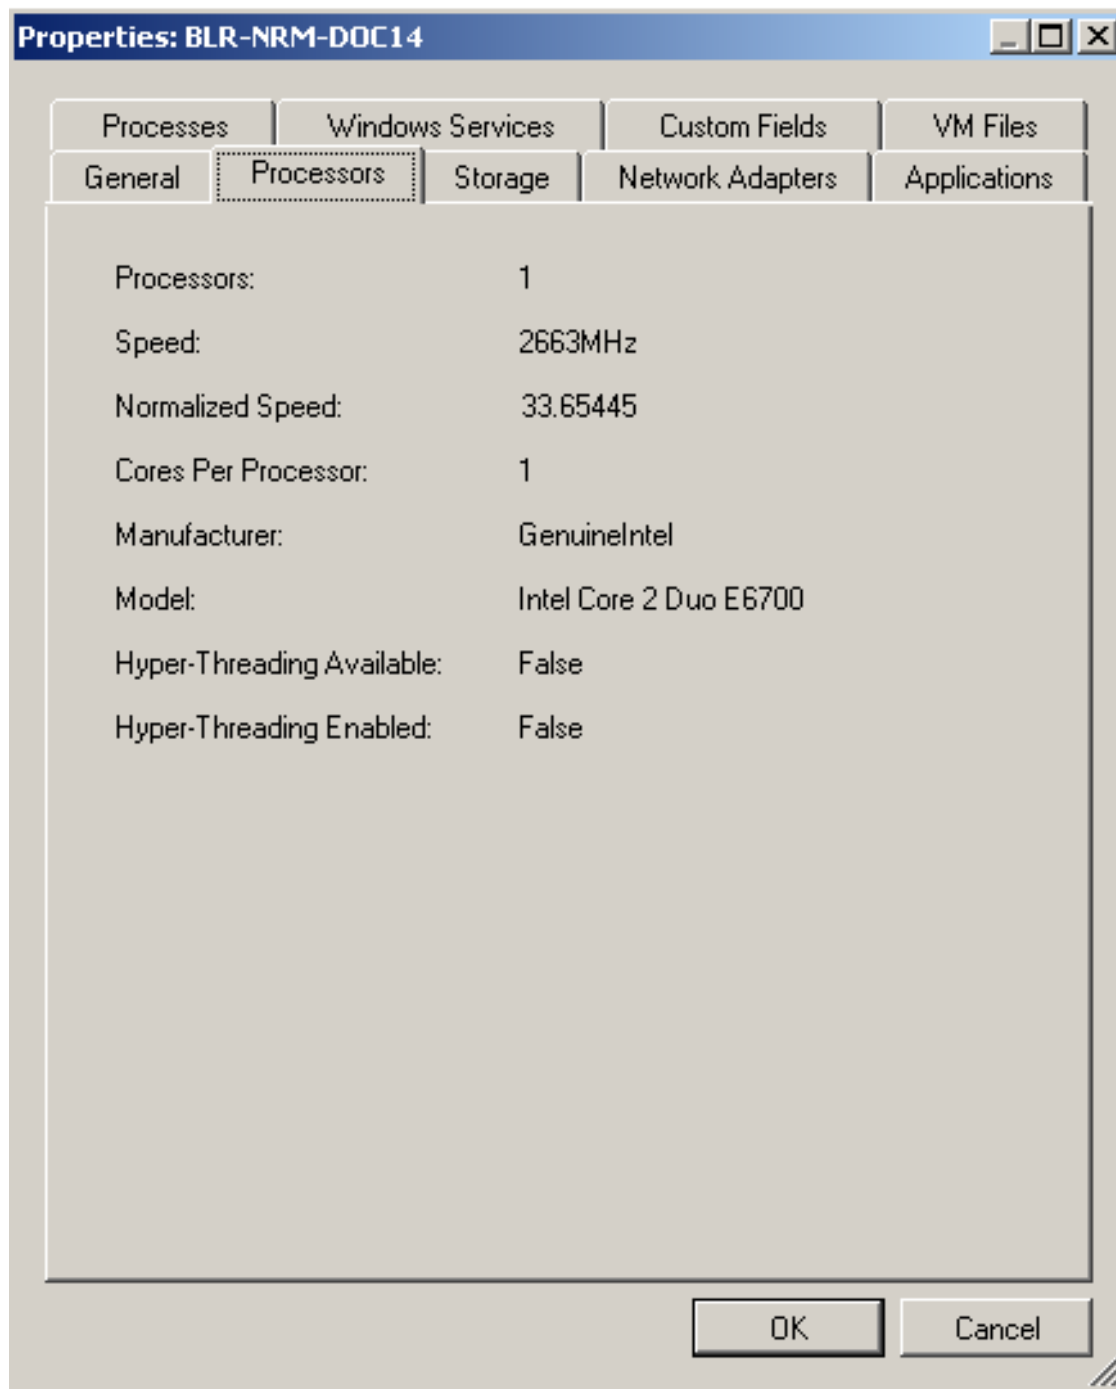 Properties: BLR-NRM-DOC14
Processes Windows Services Custom Fields VM Files
General Processors Storage Network Adapters Applications
Processors: 1
Speed: 2663MHz
Normalized Speed: 33.65445
Cores Per Processor: 1
Manufacturer: GenuineIntel
Model: Intel Core 2 Duo E6700
Hyper-Threading Available: False
Hyper-Threading Enabled: False
OK Cancel